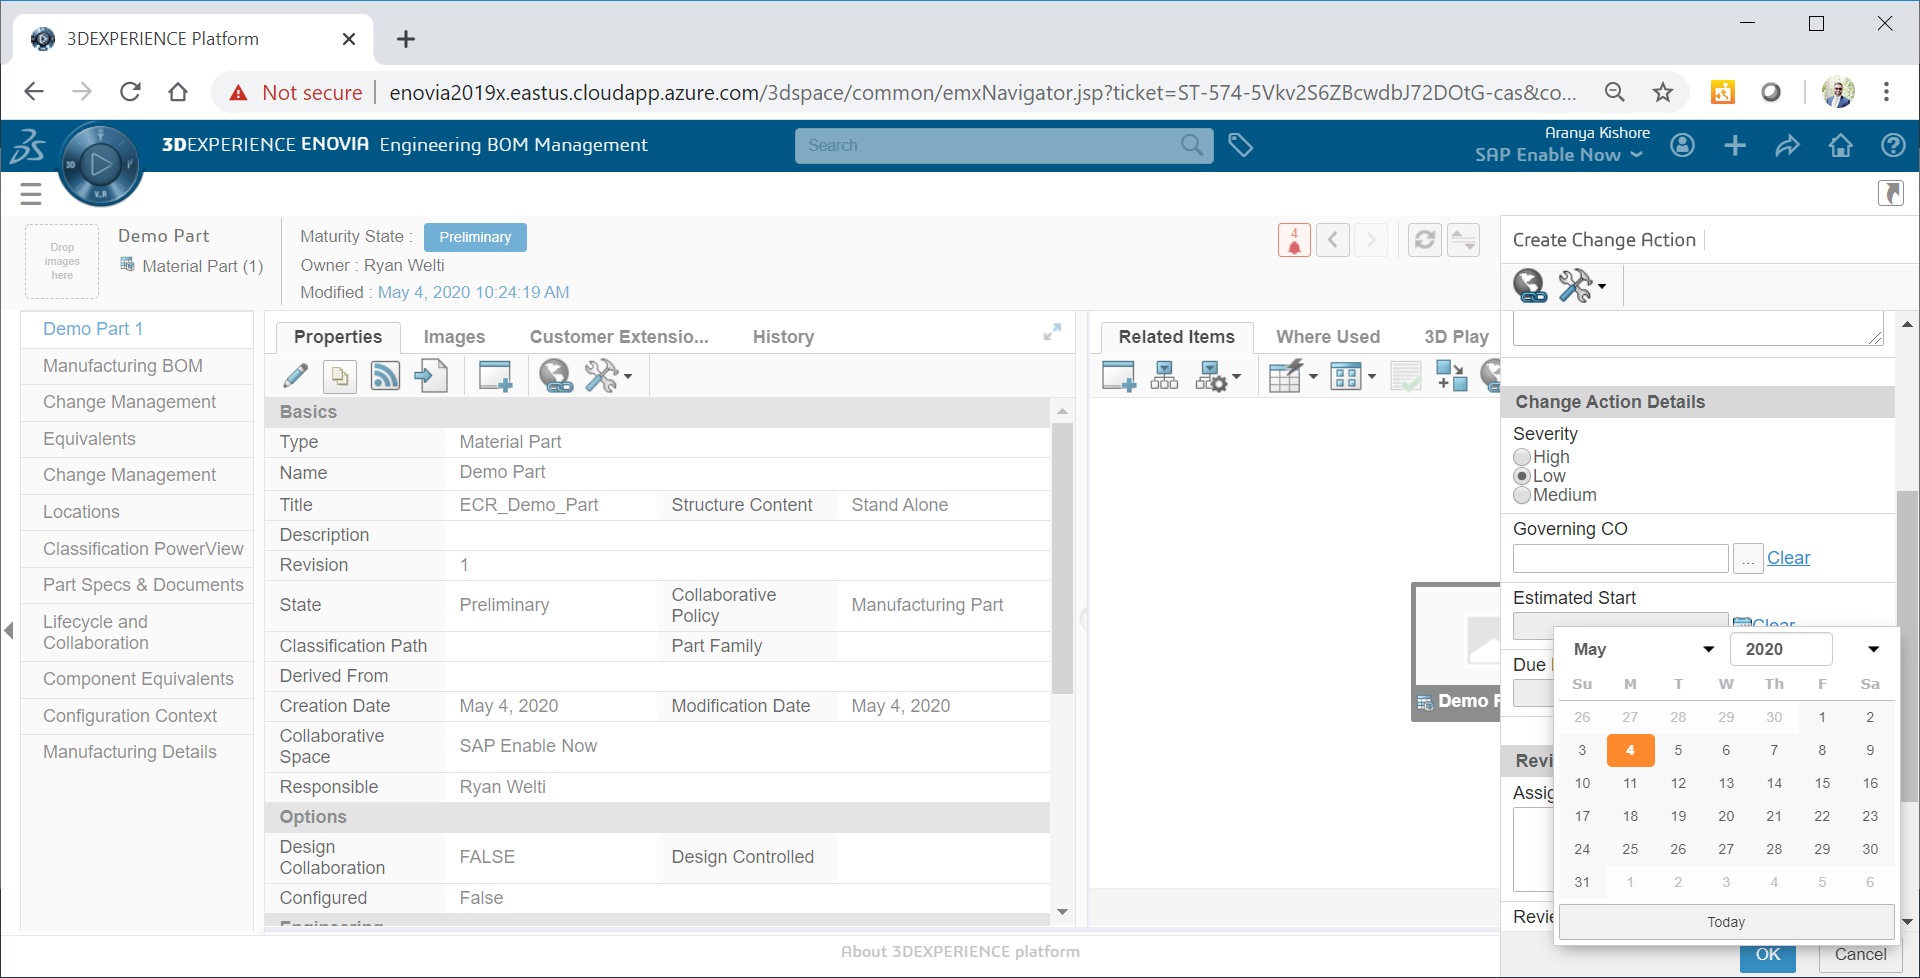 3DEXPERIENCE Platform
Not secure
enovia2019x.eastus.cloudapp.azure.com/3dspace/common/emxNavigator.jsp?ticket=ST-574-5Vkv2S6ZBcwdbJ72DOtG-cas&co...
3DEXPERIENCE ENOVIA Engineering BOM Management
Search
Aranya Kishore
SAP Enable Now
3D
V.R
Drop
images
here
Demo Part
Material Part (1)
Maturity State :
Preliminary
Owner : Ryan Welti
Modified : May 4, 2020 10:24:19 AM
4
Demo Part 1
Manufacturing BOM
Change Management
Equivalents
Change Management
Locations
Classification PowerView
Part Specs & Documents
Lifecycle and
Collaboration
Component Equivalents
Configuration Context
Manufacturing Details
Properties
Images
Customer Extensio...
History
Basics
Type Material Part
Name Demo Part
Title ECR_Demo_Part Structure Content Stand Alone
Description
Revision 1
State Preliminary Collaborative
Policy Manufacturing Part
Classification Path Part Family
Derived From
Creation Date May 4, 2020 Modification Date May 4, 2020
Collaborative
Space SAP Enable Now
Responsible Ryan Welti
Options
Design
Collaboration FALSE Design Controlled
Configured False
Engineering
Related Items
Where Used
3D Play
Demo
Create Change Action
Change Action Details
Severity
High
Low
Medium
Governing CO
... Clear
Estimated Start
Clear
Due
May 2020
Su M T W Th F Sa
26 27 28 29 30 1 2
3 4 5 6 7 8 9
10 11 12 13 14 15 16
17 18 19 20 21 22 23
24 25 26 27 28 29 30
31 1 2 3 4 5 6
Today
Revi
Assig
Revie
OK
Cancel
About 3DEXPERIENCE platform